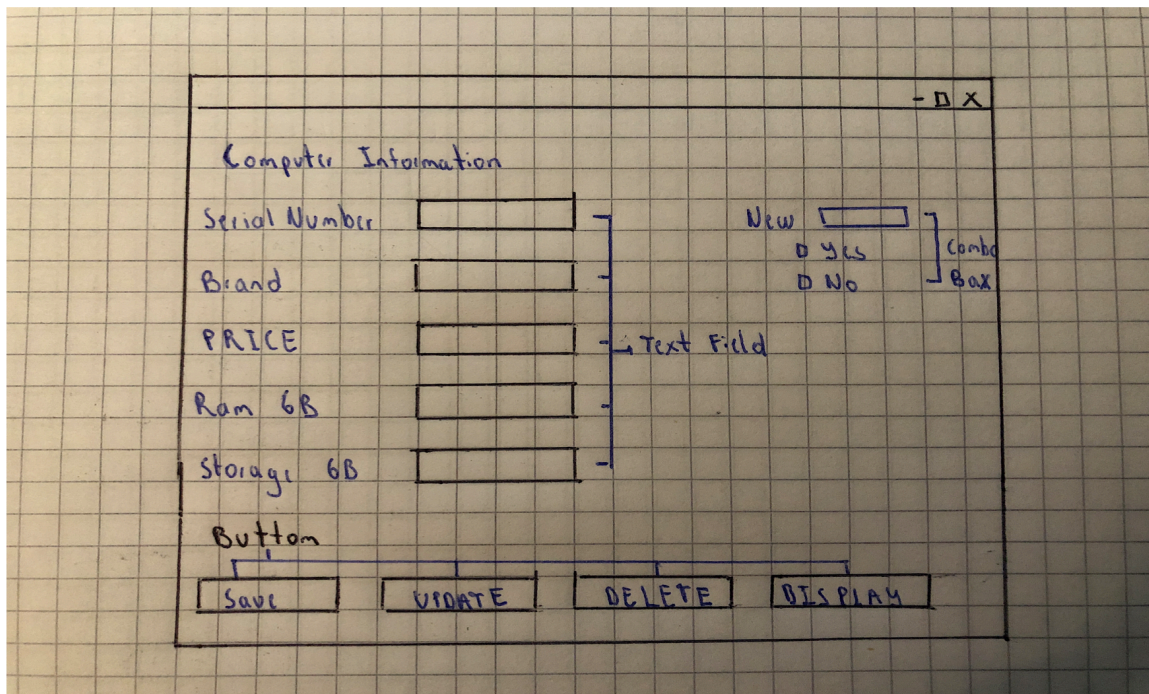 - □ X
Computer Information
Serial Number New
Yes Combo
Brand No Box
PRICE Text Field
Ram GB
Storage GB
Button
Save UPDATE DELETE DISPLAY